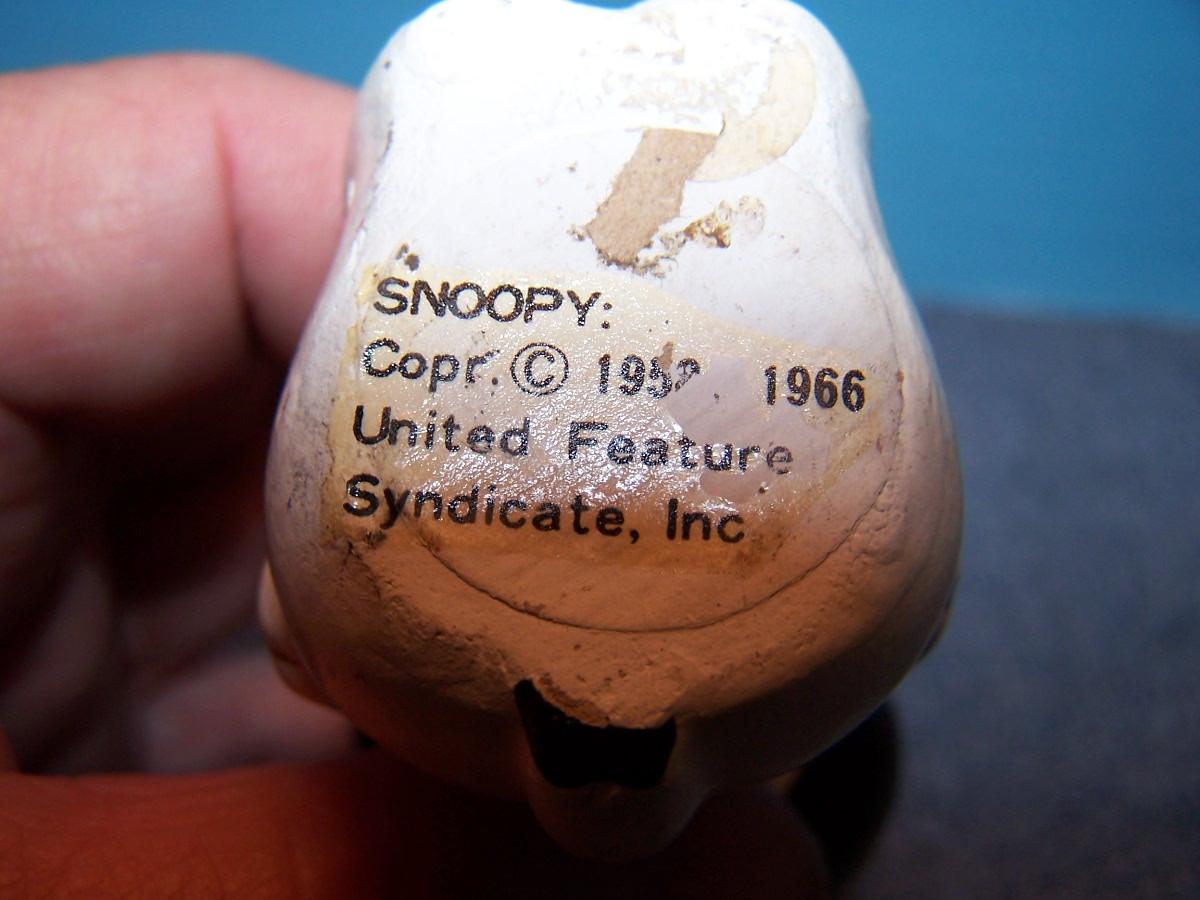 SNOOPY:
Copr. © 1966
United Feature
Syndicate, Inc